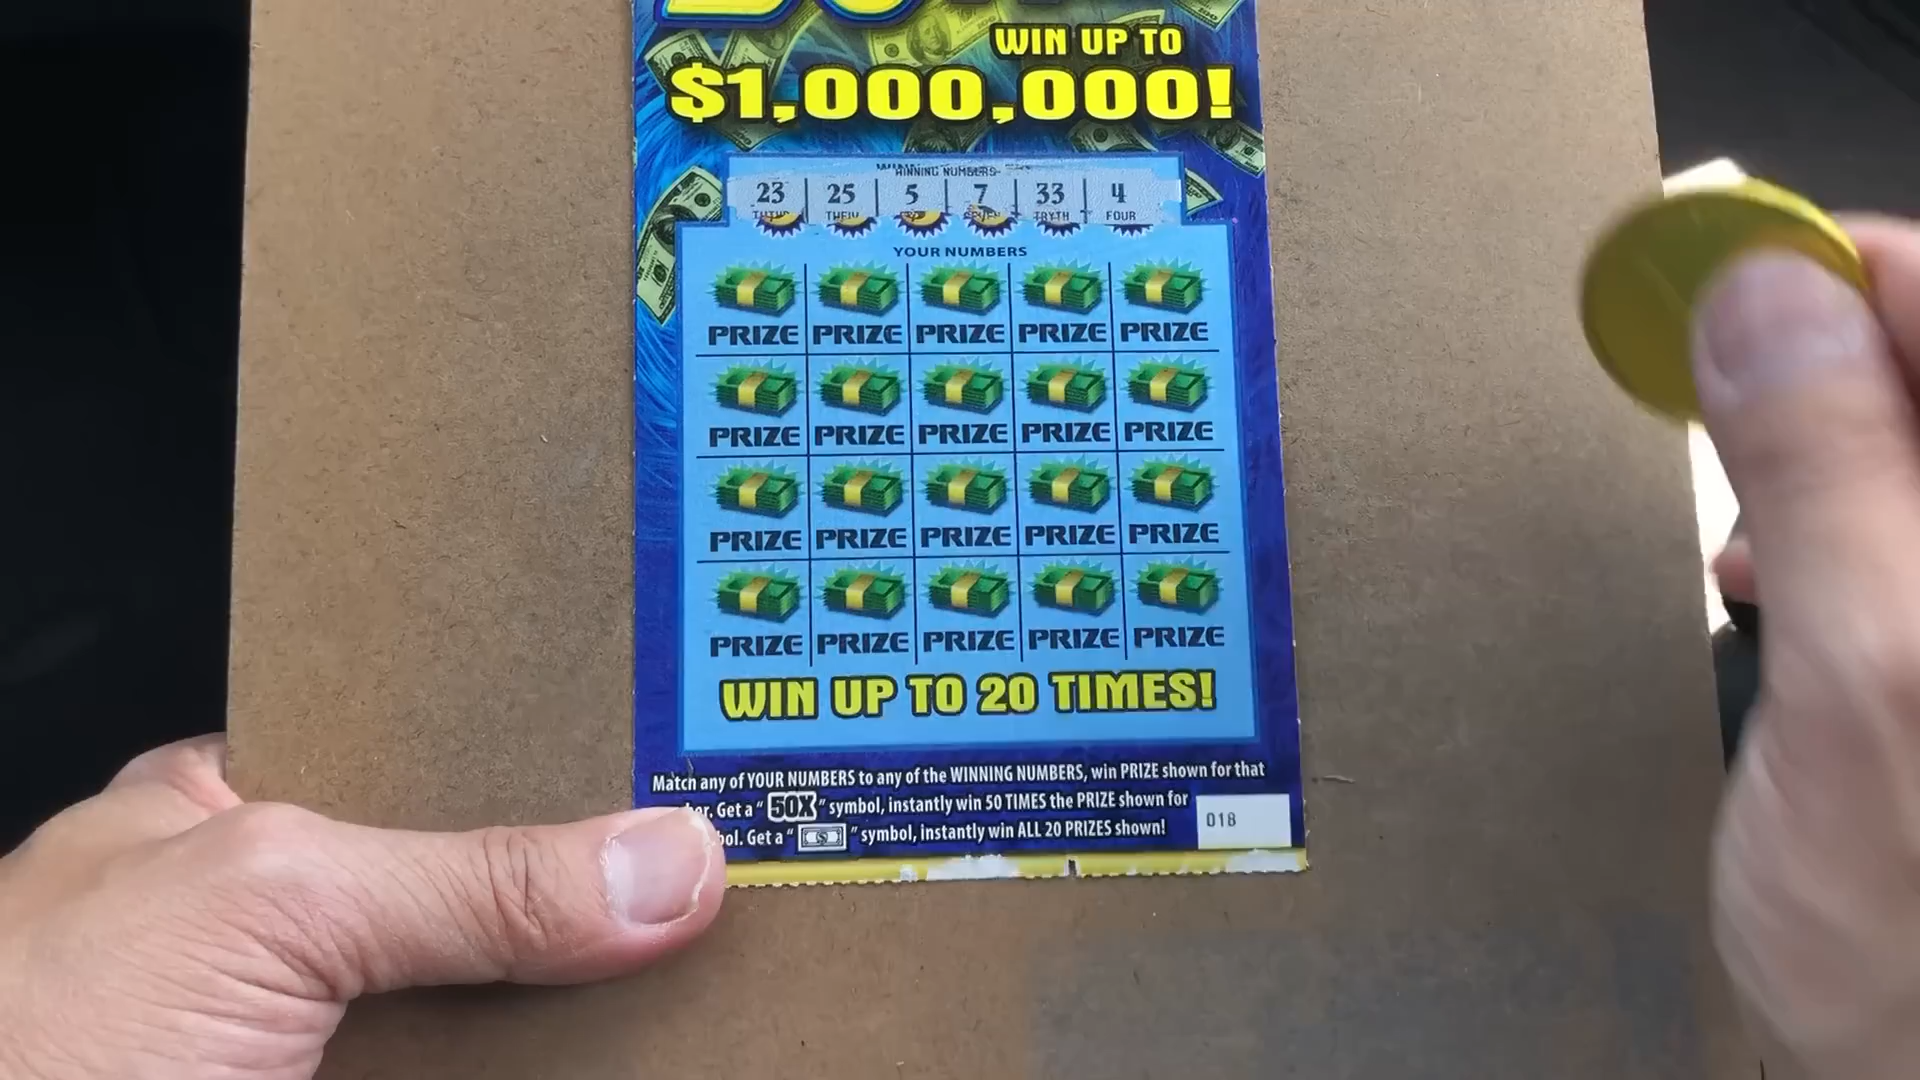 WIN UP TO
$1,000,000!
WINNING NUMBERS
23 25 5 7 33 4
FOUR
YOUR NUMBERS
PRIZE PRIZE PRIZE PRIZE PRIZE
PRIZE PRIZE PRIZE PRIZE PRIZE
PRIZE PRIZE PRIZE PRIZE PRIZE
PRIZE PRIZE PRIZE PRIZE PRIZE
WIN UP TO 20 TIMES!
Match any of YOUR NUMBERS to any of the WINNING NUMBERS, win PRIZE shown for that
Get a "50X" symbol, instantly win 50 TIMES the PRIZE shown for
Get a " " symbol, instantly win ALL 20 PRIZES shown!
018